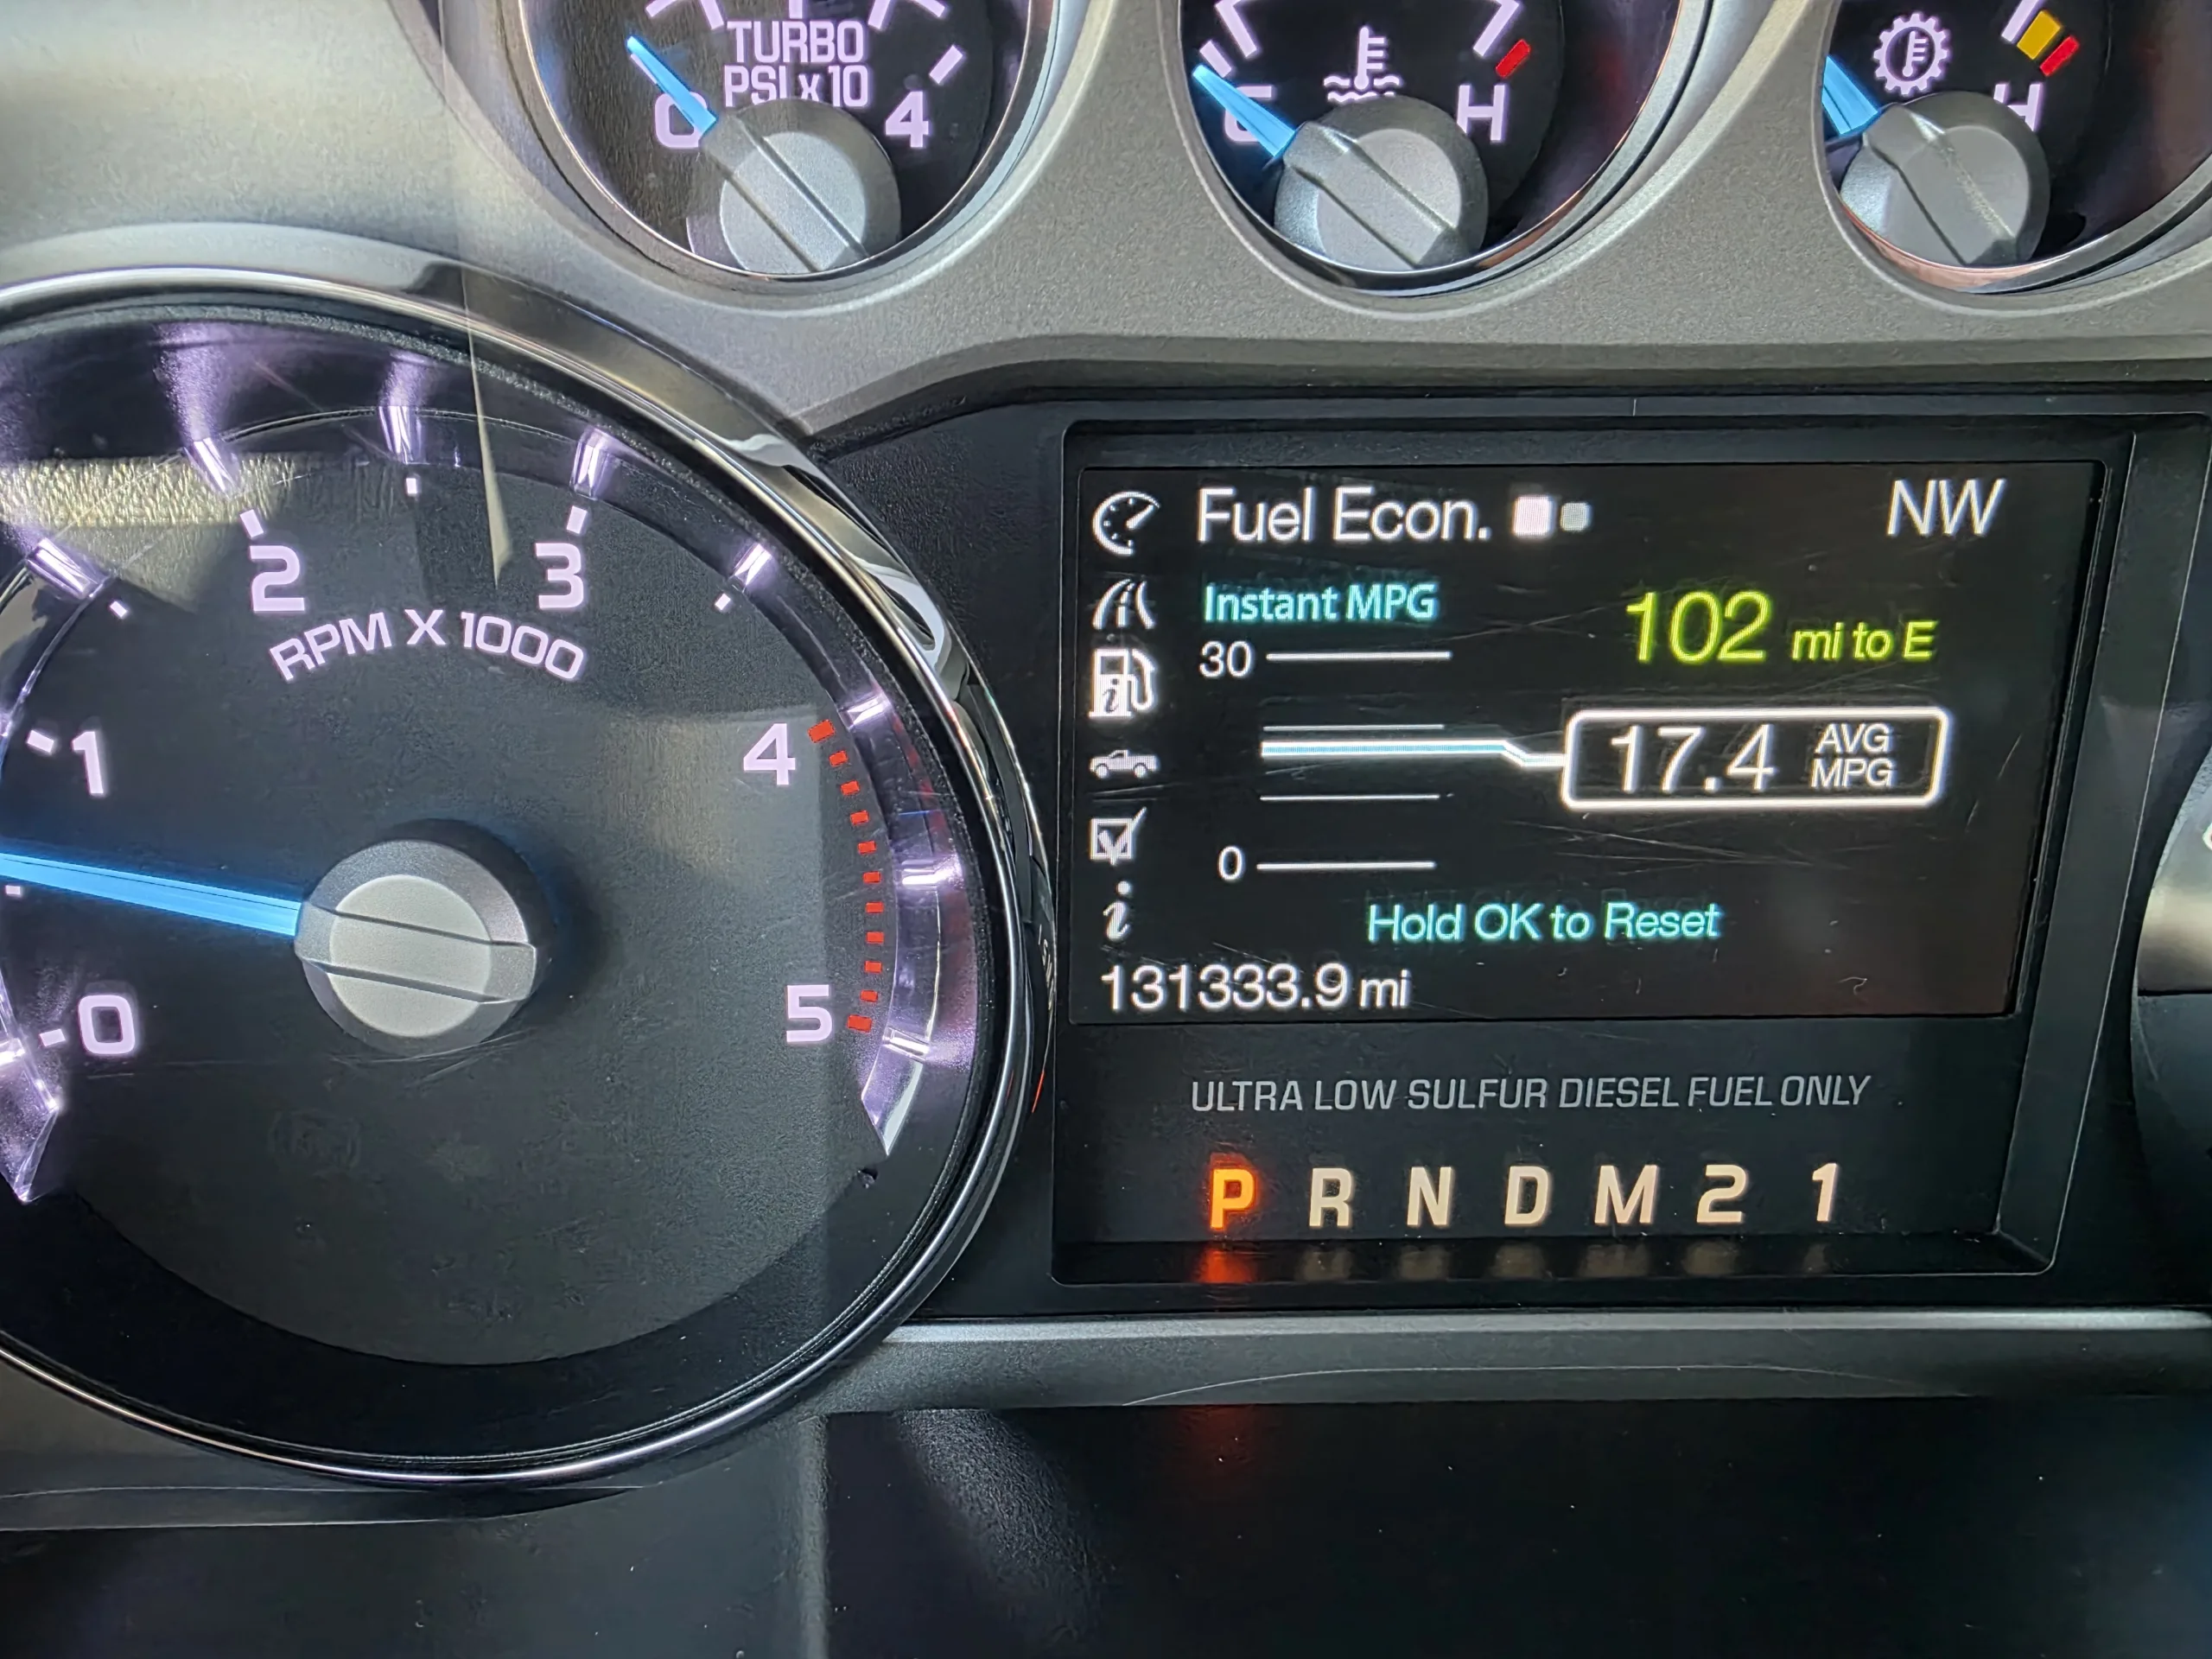 TURBO
PSI x 10
0
4
C
H
H
2
3
RPM X 1000
1
4
0
5
Fuel Econ.
NW
Instant MPG
102 mi to E
30
17.4 AVG
MPG
0
i
Hold OK to Reset
131333.9 mi
ULTRA LOW SULFUR DIESEL FUEL ONLY
P R N D M 2 1